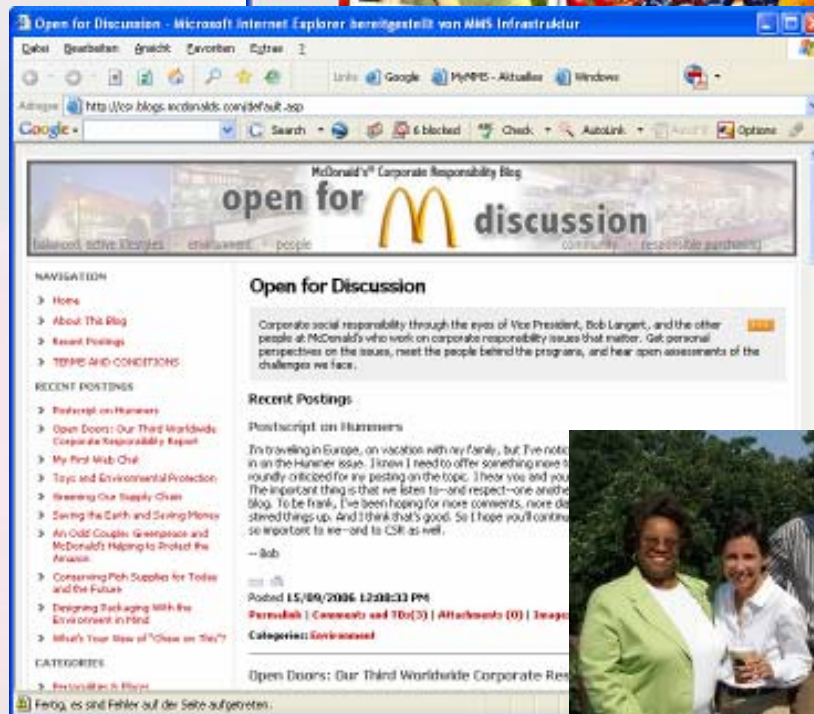 Open for Discussion - Microsoft Internet Explorer bereitgestellt von MMS Infrastruktur
Datei Bearbeiten Ansicht Favoriten Extras ?
Links Google MyMMS - Aktuelles Windows
Adresse http://csr.blogs.mcdonalds.com/default.asp
Google Search 6 blocked Check AutoLink Options
McDonald's® Corporate Responsibility Blog
open for discussion
balanced, active lifestyles environment people community responsible purchasing
NAVIGATION
Home
About This Blog
Recent Postings
TERMS AND CONDITIONS
RECENT POSTINGS
Postscript on Hummers
Open Doors: Our Third Worldwide
Corporate Responsibility Report
My First Web Chat
Toys and Environmental Protection
Greening Our Supply Chain
Saving the Earth and Saving Money
An Odd Couple: Greenpeace and
McDonald's Helping to Protect the
Amazon
Conserving Fish Supplies for Today
and the Future
Designing Packaging With the
Environment in Mind
What's Your View of "Chew on This"?
CATEGORIES
Personalities & Places
Open for Discussion
Corporate social responsibility through the eyes of Vice President, Bob Langert, and the other
people at McDonald's who work on corporate responsibility issues that matter. Get personal
perspectives on the issues, meet the people behind the programs, and hear open assessments of the
challenges we face.
Recent Postings
Postscript on Hummers
I'm traveling in Europe, on vacation with my family, but I've notic
in on the Hummer issue. I know I need to offer something more t
roundly criticized for my posting on the topic. I hear you and you
The important thing is that we listen to—and respect—one anothe
blog. To be frank, I've been hoping for more comments, more dia
stirred things up. And I think that's good. So I hope you'll continu
so important to me—and to CSR as well.
-- Bob
Posted 15/09/2006 12:08:33 PM
Permalink | Comments and TBs(3) | Attachments (0) | Image
Categories: Environment
Open Doors: Our Third Worldwide Corporate Res
Fertig, es sind Fehler auf der Seite aufgetreten.